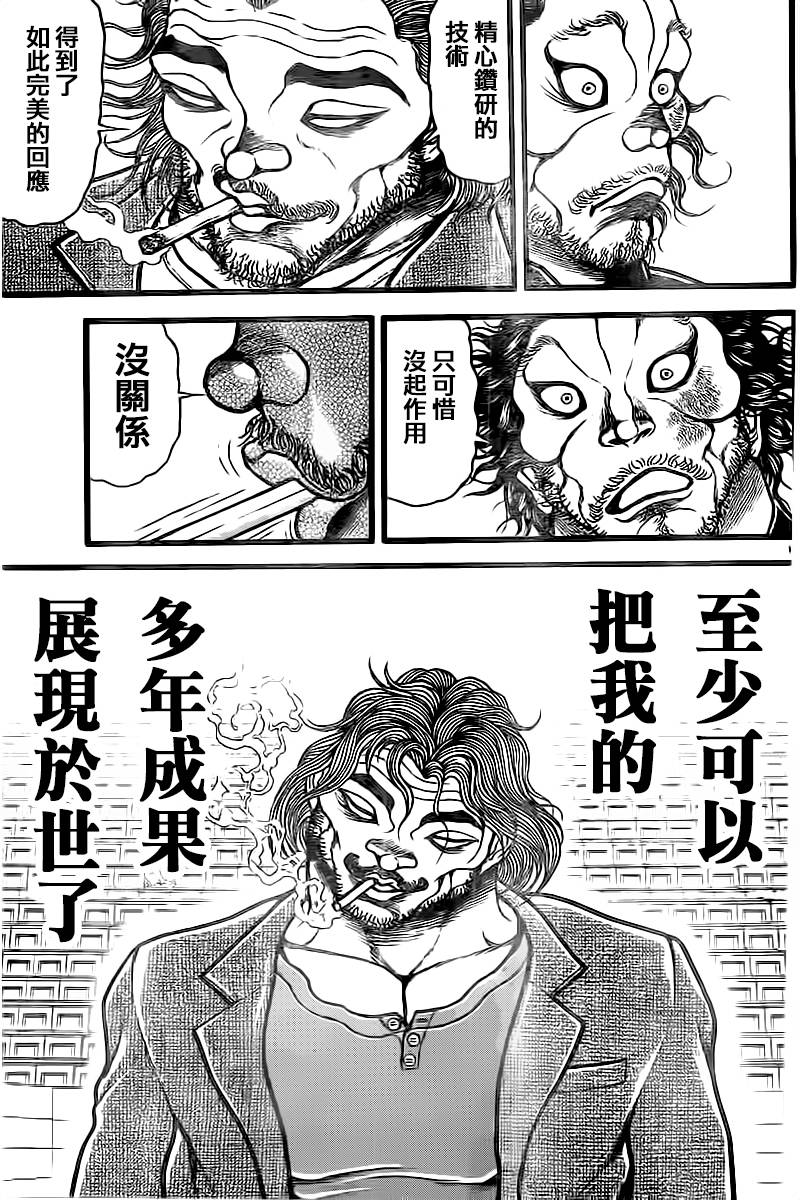 精心鑽研的
技術
得到了
如此完美的回應
只可惜
沒起作用
沒關係
至少可以
把我的
多年成果
展現於世了